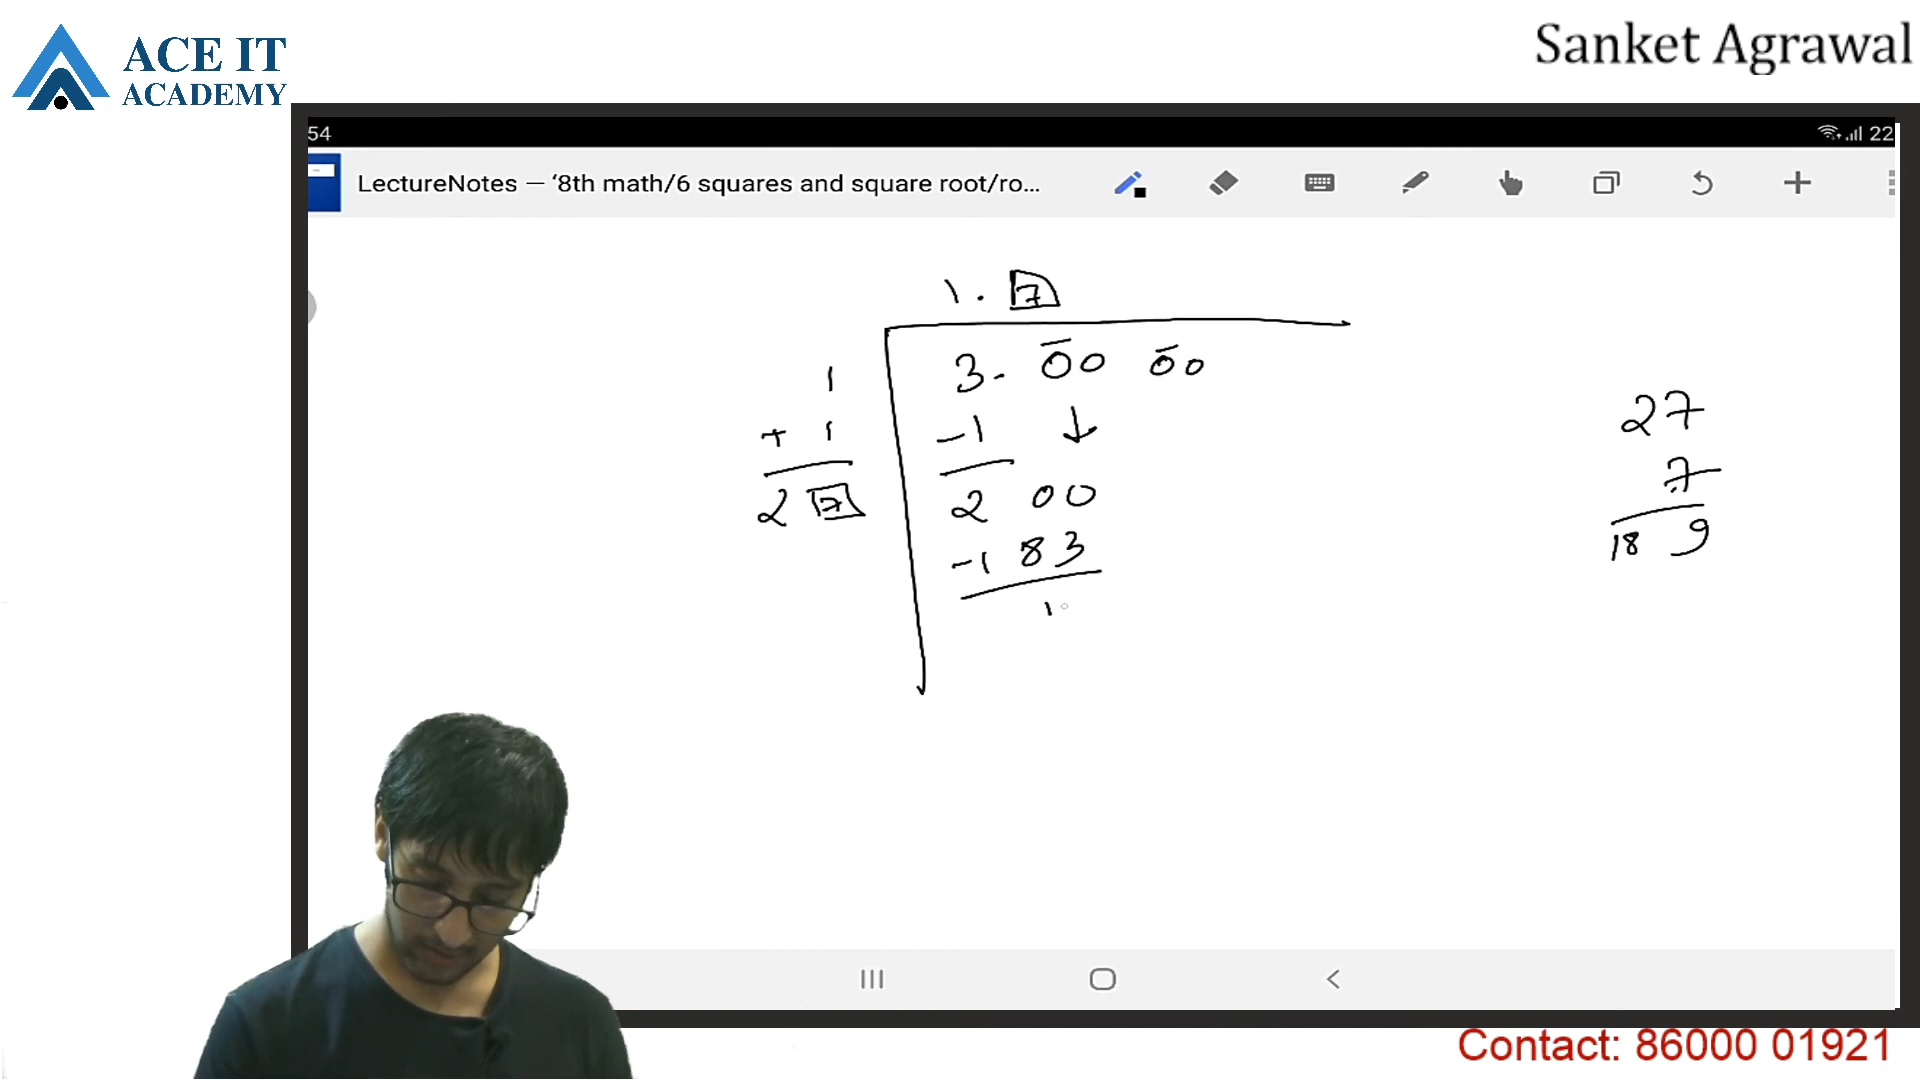 ACE IT
ACADEMY
Sanket Agrawal
54
22
LectureNotes — ‘8th math/6 squares and square root/ro...
1. 7
3. 00 00
1
+ 1
2 7
-1 ↓
2 00
-1 83
1
27
7
18 9
Contact: 86000 01921